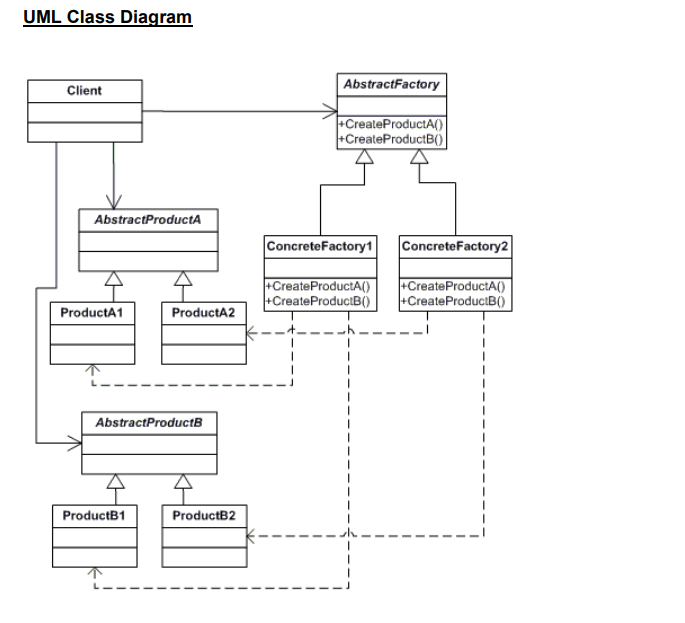 UML Class Diagram
Client
AbstractFactory
+CreateProductA()
+CreateProductB()
AbstractProductA
ConcreteFactory1
+CreateProductA()
+CreateProductB()
ConcreteFactory2
+CreateProductA()
+CreateProductB()
ProductA1
ProductA2
AbstractProductB
ProductB1
ProductB2